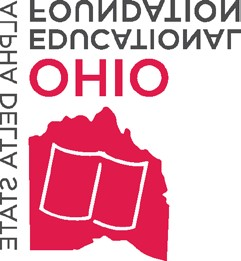 ALPHA DELTA STATE
OHIO
EDUCATIONAL
FOUNDATION